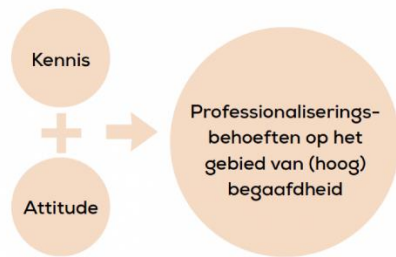 Kennis
Attitude
Professionaliserings-
behoeften op het
gebied van (hoog)
begaafdheid